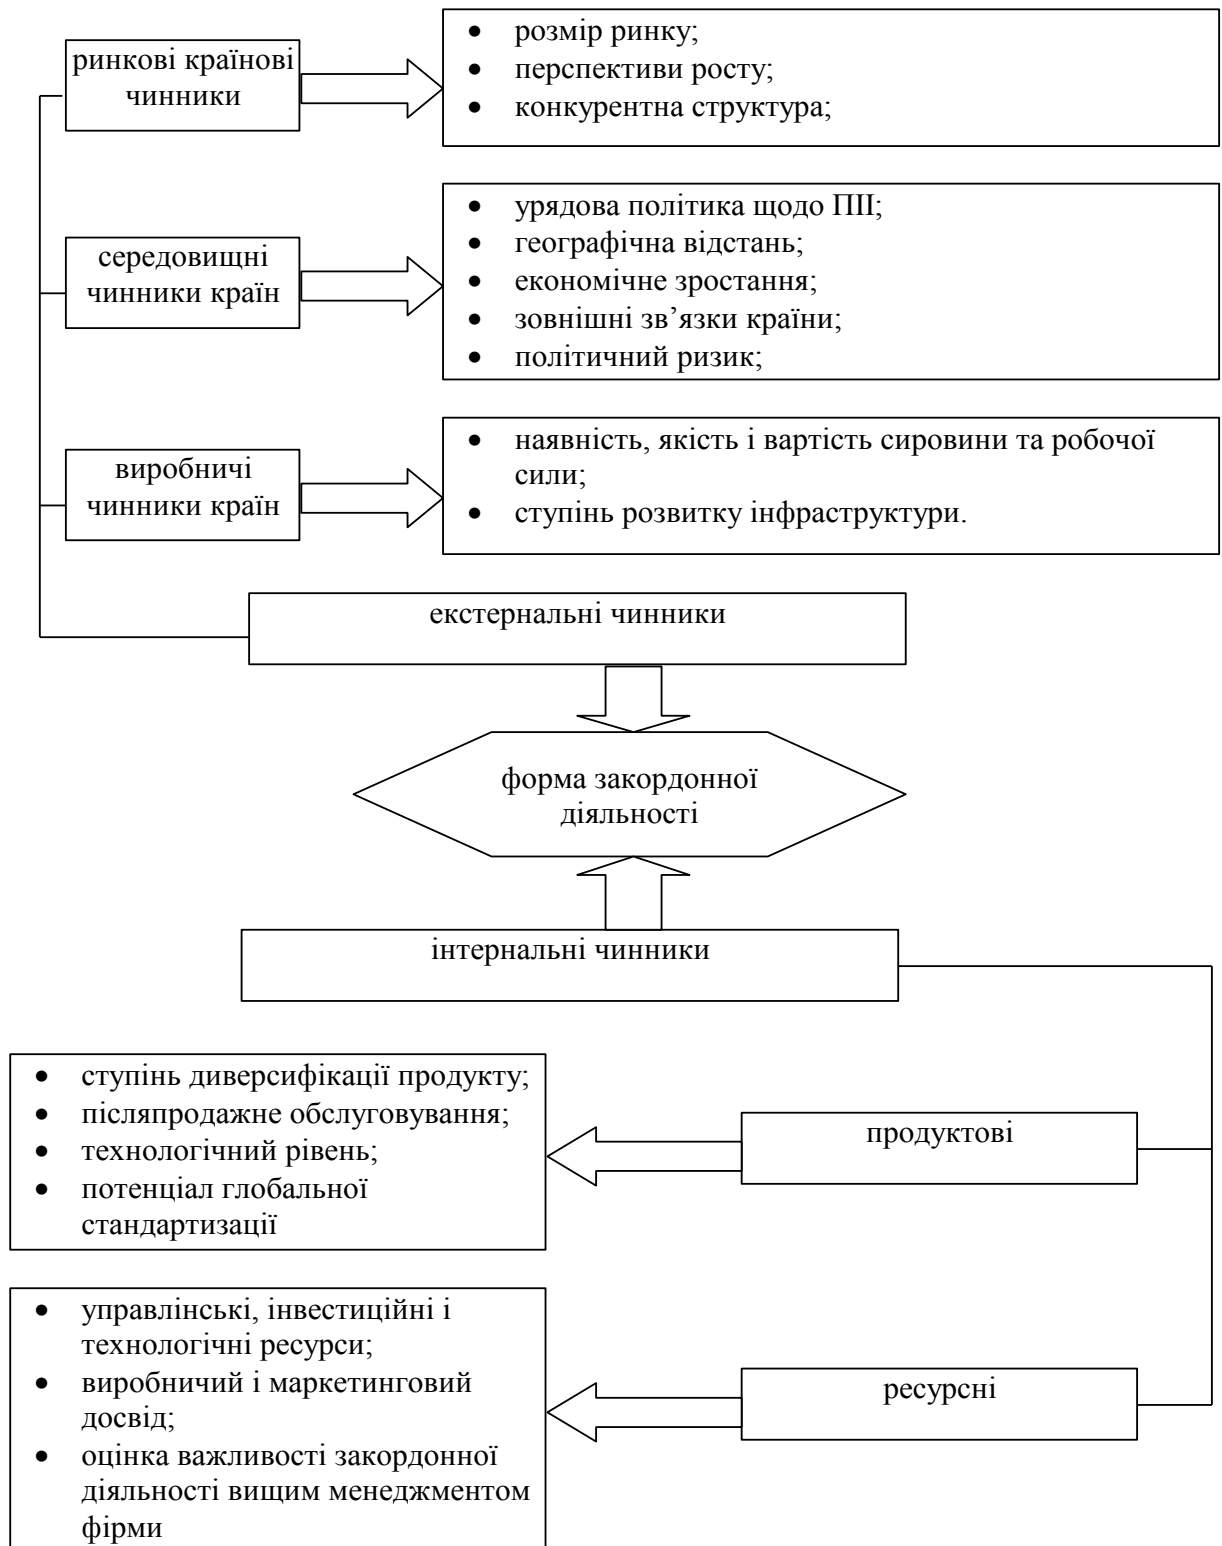 ринкові країнові
чинники
• розмір ринку;
• перспективи росту;
• конкурентна структура;
середовищні
чинники країн
• урядова політика щодо ПІІ;
• географічна відстань;
• економічне зростання;
• зовнішні зв’язки країни;
• політичний ризик;
виробничі
чинники країн
• наявність, якість і вартість сировини та робочої
сили;
• ступінь розвитку інфраструктури.
екстернальні чинники
форма закордонної
діяльності
інтернальні чинники
• ступінь диверсифікації продукту;
• післяпродажне обслуговування;
• технологічний рівень;
• потенціал глобальної
стандартизації
продуктові
• управлінські, інвестиційні і
технологічні ресурси;
• виробничий і маркетинговий
досвід;
• оцінка важливості закордонної
діяльності вищим менеджментом
фірми
ресурсні